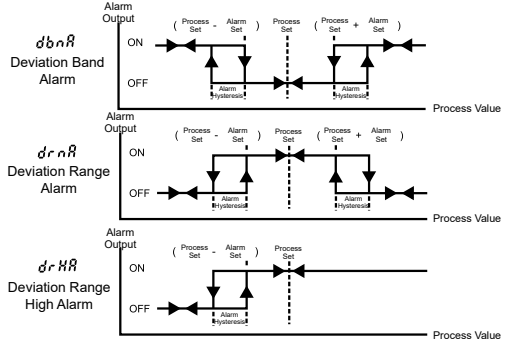 Alarm
Output
( Process Set - Alarm Set )
Process
Set
( Process Set + Alarm Set )
dbnA
Deviation Band
Alarm
ON
OFF
Alarm
Hysteresis
Alarm
Hysteresis
Process Value
Alarm
Output
( Process Set - Alarm Set )
Process
Set
( Process Set + Alarm Set )
drnA
Deviation Range
Alarm
ON
OFF
Alarm
Hysteresis
Alarm
Hysteresis
Process Value
Alarm
Output
( Process Set - Alarm Set )
Process
Set
drHA
Deviation Range
High Alarm
ON
OFF
Alarm
Hysteresis
Process Value